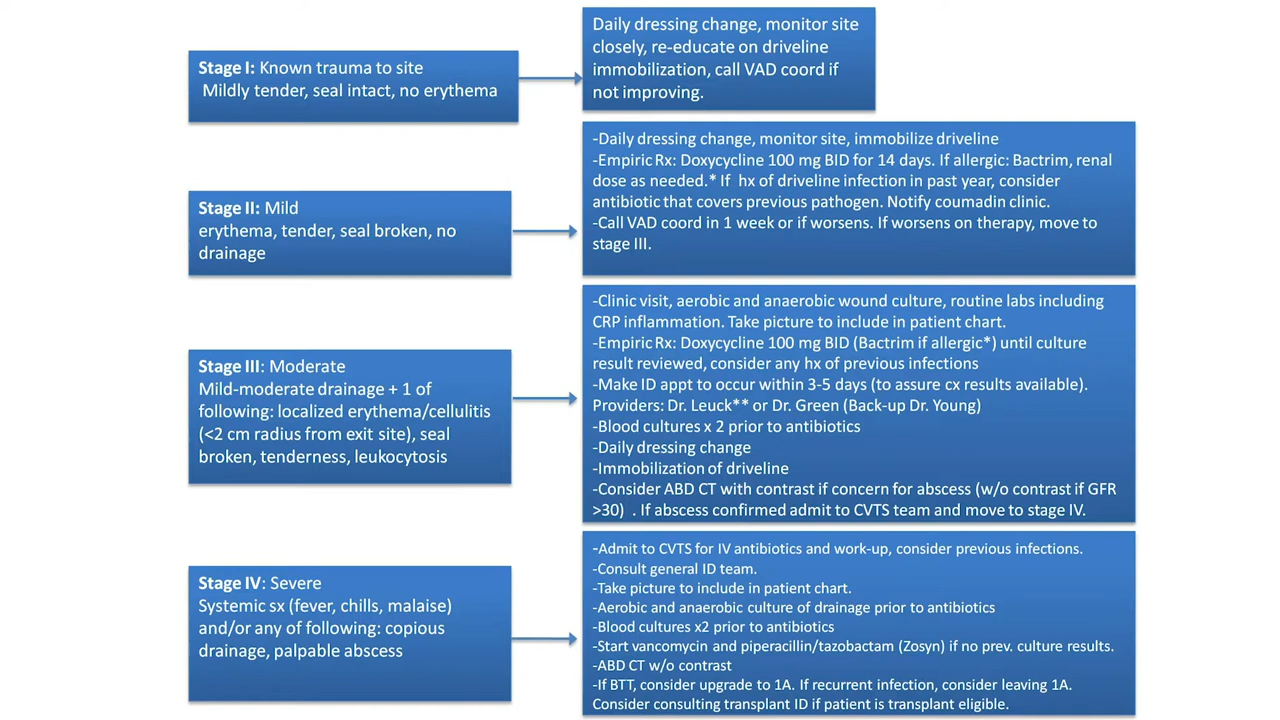 Stage I: Known trauma to site
Mildly tender, seal intact, no erythema
Daily dressing change, monitor site
closely, re-educate on driveline
immobilization, call VAD coord if
not improving.
Stage II: Mild
erythema, tender, seal broken, no
drainage
-Daily dressing change, monitor site, immobilize driveline
-Empiric Rx: Doxycycline 100 mg BID for 14 days. If allergic: Bactrim, renal
dose as needed.* If hx of driveline infection in past year, consider
antibiotic that covers previous pathogen. Notify coumadin clinic.
-Call VAD coord in 1 week or if worsens. If worsens on therapy, move to
stage III.
Stage III: Moderate
Mild-moderate drainage + 1 of
following: localized erythema/cellulitis
(<2 cm radius from exit site), seal
broken, tenderness, leukocytosis
-Clinic visit, aerobic and anaerobic wound culture, routine labs including
CRP inflammation. Take picture to include in patient chart.
-Empiric Rx: Doxycycline 100 mg BID (Bactrim if allergic*) until culture
result reviewed, consider any hx of previous infections
-Make ID appt to occur within 3-5 days (to assure cx results available).
Providers: Dr. Leuck** or Dr. Green (Back-up Dr. Young)
-Blood cultures x 2 prior to antibiotics
-Daily dressing change
-Immobilization of driveline
-Consider ABD CT with contrast if concern for abscess (w/o contrast if GFR
>30) . If abscess confirmed admit to CVTS team and move to stage IV.
Stage IV: Severe
Systemic sx (fever, chills, malaise)
and/or any of following: copious
drainage, palpable abscess
-Admit to CVTS for IV antibiotics and work-up, consider previous infections.
-Consult general ID team.
-Take picture to include in patient chart.
-Aerobic and anaerobic culture of drainage prior to antibiotics
-Blood cultures x2 prior to antibiotics
-Start vancomycin and piperacillin/tazobactam (Zosyn) if no prev. culture results.
-ABD CT w/o contrast
-If BTT, consider upgrade to 1A. If recurrent infection, consider leaving 1A.
Consider consulting transplant ID if patient is transplant eligible.